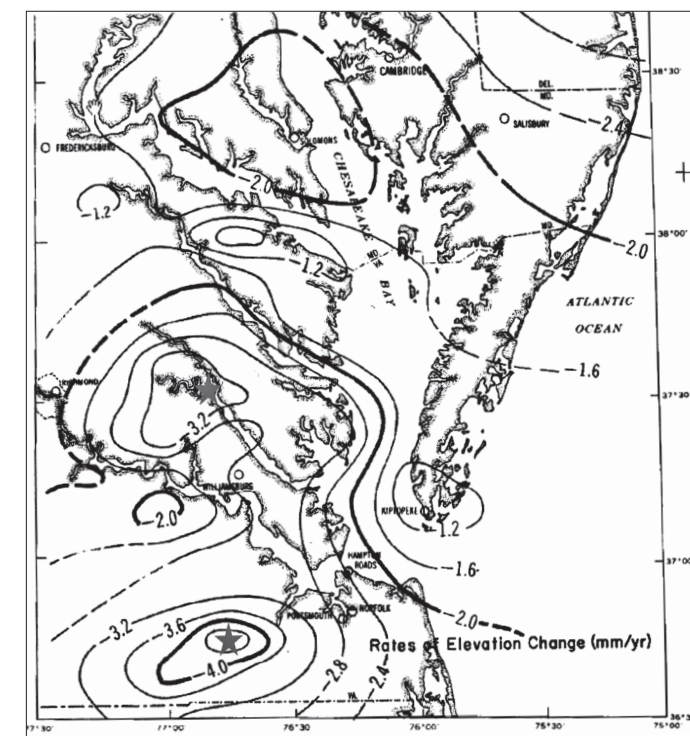 38°30'
CAMBRIDGE
DEL.
MD.
-2.4
SALISBURY
FREDERICKSBURG
SOLOMONS
CHESAPEAKE
-2.0
-1.2
MD.
38°00'
-2.0
-1.2
MD.
VA.
BAY
ATLANTIC
OCEAN
-1.6
RICHMOND
37°30'
-3.2
WILLIAMSBURG
-2.0
KIPTOPEKE
-1.2
HAMPTON
ROADS
-1.6
37°00'
NORFOLK
PORTSMOUTH
-2.0
-3.2
-3.6
Rates of Elevation Change (mm/yr)
-4.0
-2.8
-2.4
VA.
36°3
7°30'
77°00'
76°30'
76°00'
75°30'
75°00'